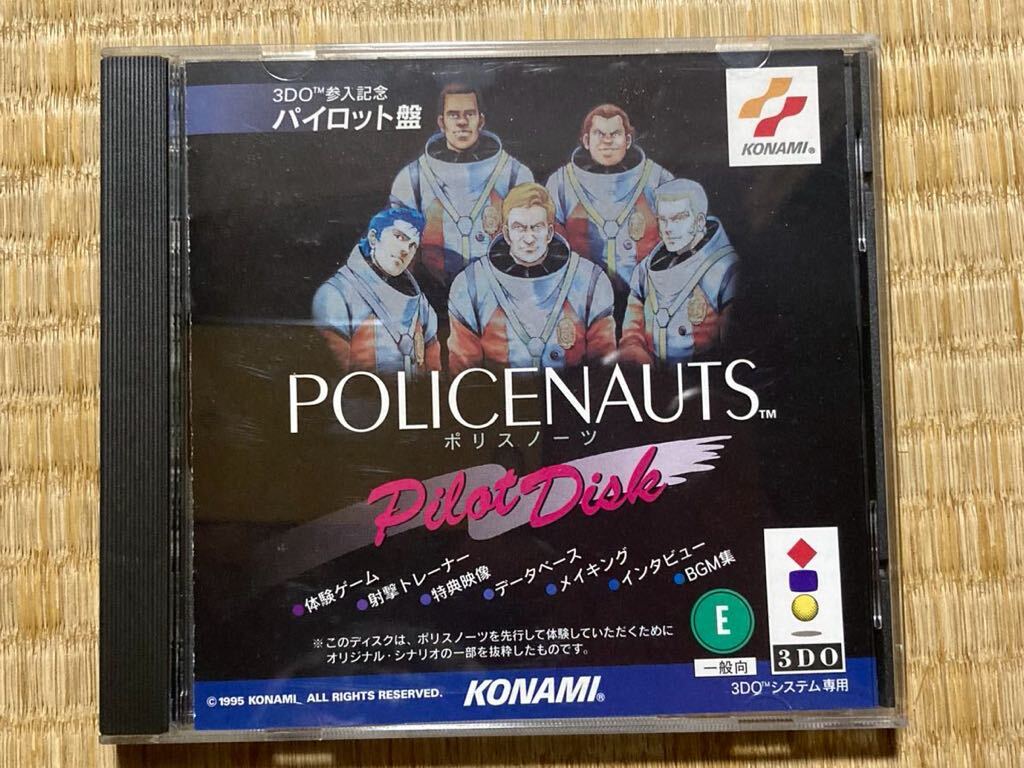 3DO™参入記念
パイロット盤
KONAMI®
POLICENAUTS™
ポリスノーツ
Pilot Disk
●体験ゲーム
●射撃トレーナー
●特典映像
●データベース
●メイキング
●インタビュー
●BGM集
※このディスクは、ポリスノーツを先行して体験していただくために
オリジナル・シナリオの一部を抜粋したものです。
E
一般向
3DO
3DO™システム専用
©1995 KONAMI ALL RIGHTS RESERVED.
KONAMI®